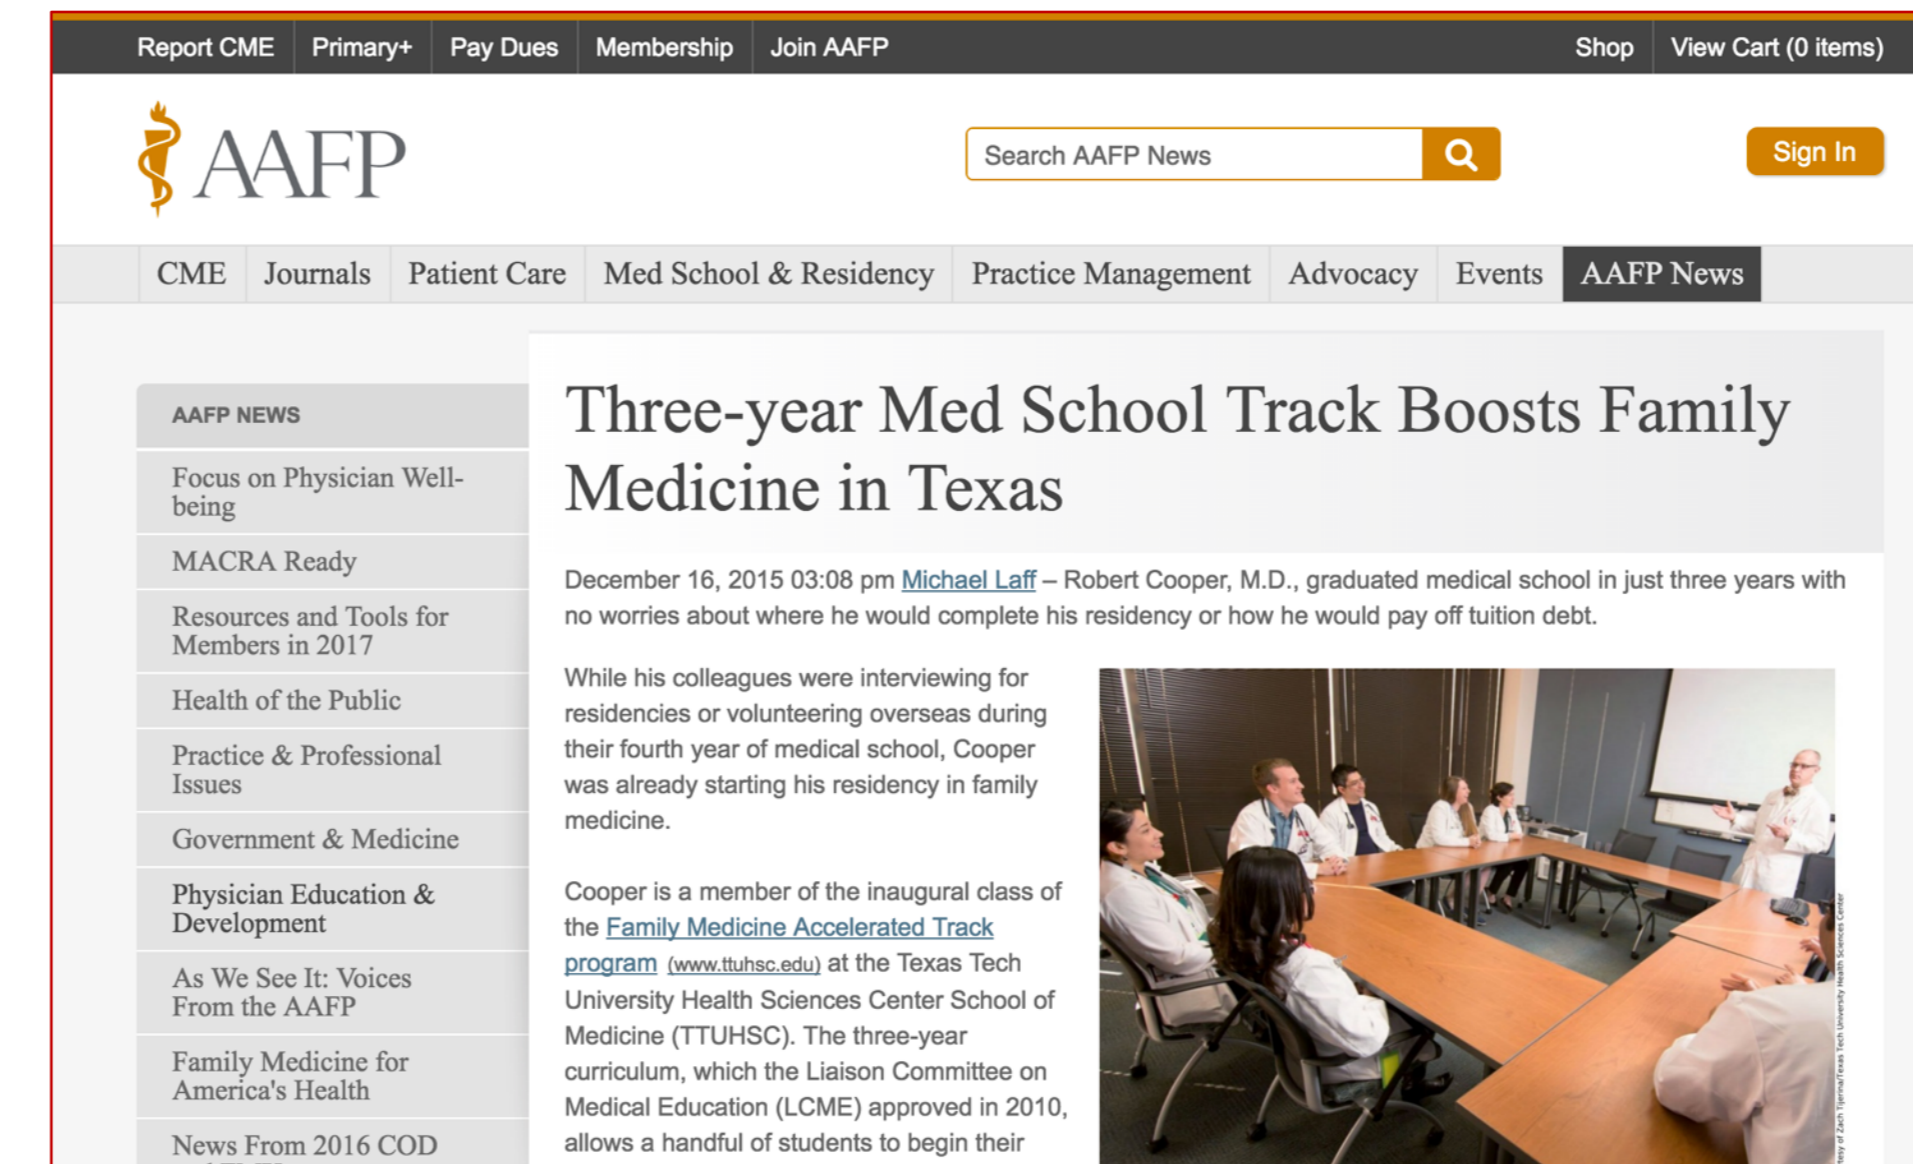 Report CME
Primary+
Pay Dues
Membership
Join AAFP
Shop
View Cart (0 items)
AAFP
Search AAFP News
Sign In
CME
Journals
Patient Care
Med School & Residency
Practice Management
Advocacy
Events
AAFP News
AAFP NEWS
Focus on Physician Well-
being
MACRA Ready
Resources and Tools for
Members in 2017
Health of the Public
Practice & Professional
Issues
Government & Medicine
Physician Education &
Development
As We See It: Voices
From the AAFP
Family Medicine for
America's Health
News From 2016 COD
Three-year Med School Track Boosts Family
Medicine in Texas
December 16, 2015 03:08 pm Michael Laff – Robert Cooper, M.D., graduated medical school in just three years with
no worries about where he would complete his residency or how he would pay off tuition debt.
While his colleagues were interviewing for
residencies or volunteering overseas during
their fourth year of medical school, Cooper
was already starting his residency in family
medicine.
Cooper is a member of the inaugural class of
the Family Medicine Accelerated Track
program (www.ttuhsc.edu) at the Texas Tech
University Health Sciences Center School of
Medicine (TTUHSC). The three-year
curriculum, which the Liaison Committee on
Medical Education (LCME) approved in 2010,
allows a handful of students to begin their
of Zach Tijerina/Texas Tech University Health Sciences Center